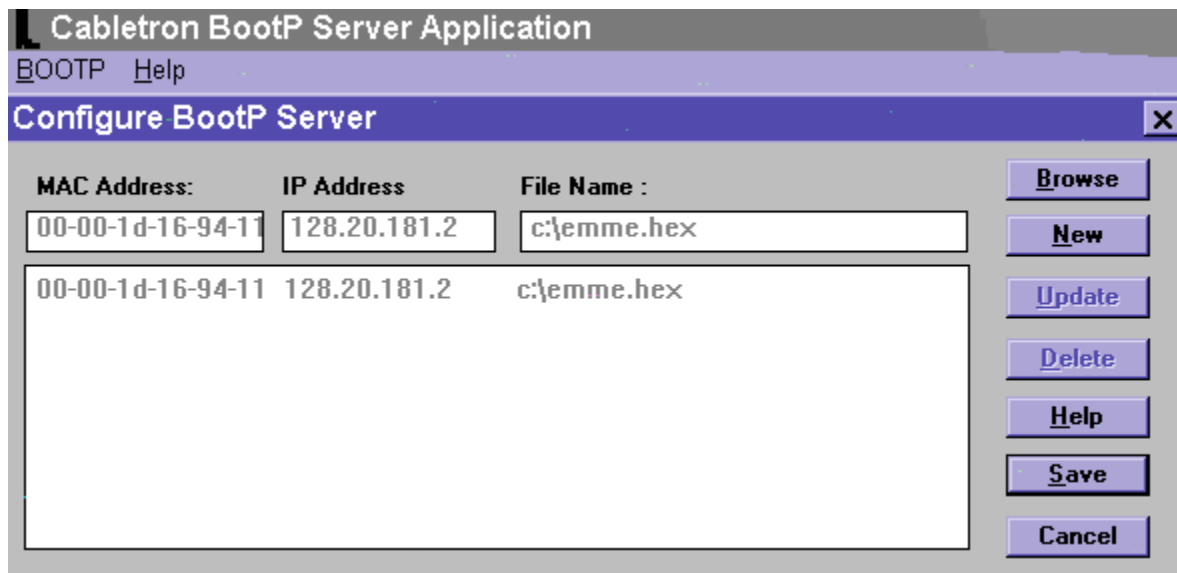 Cabletron BootP Server Application
BOOTP Help
Configure BootP Server
MAC Address: IP Address File Name :
00-00-1d-16-94-11 128.20.181.2 c:\emme.hex
00-00-1d-16-94-11 128.20.181.2 c:\emme.hex
Browse
New
Update
Delete
Help
Save
Cancel